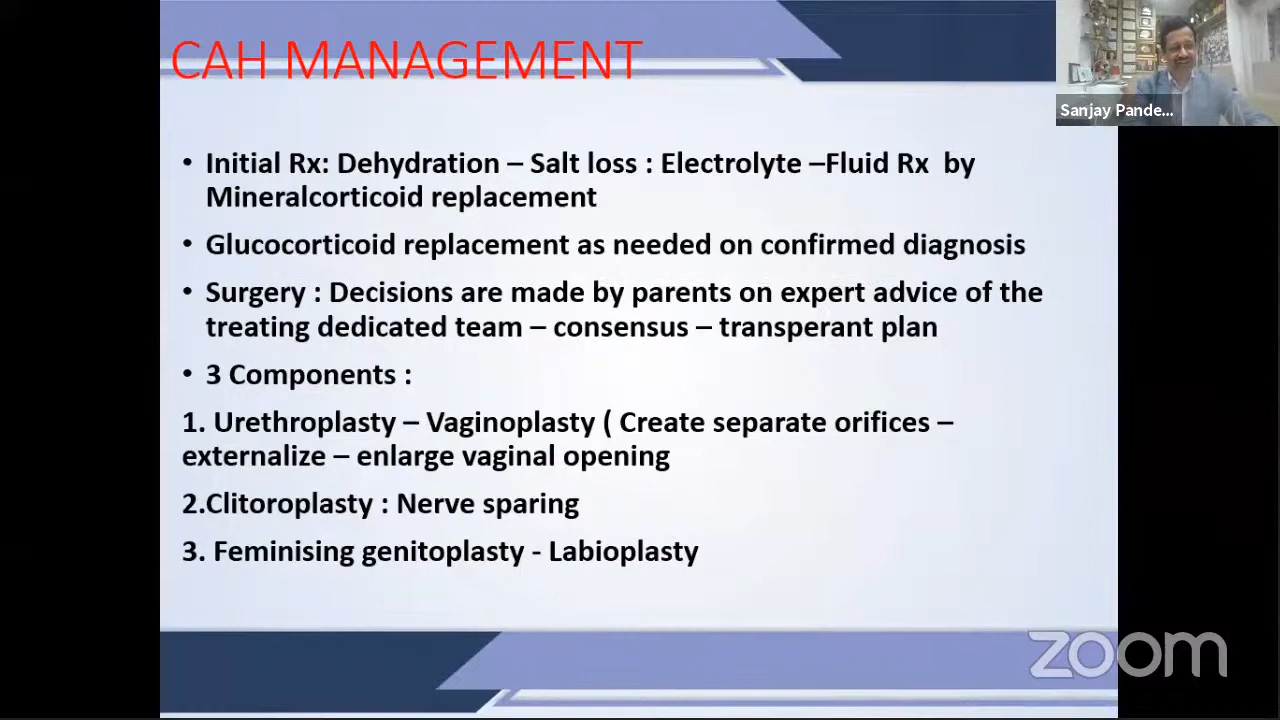 CAH MANAGEMENT
Sanjay Pande...
• Initial Rx: Dehydration – Salt loss : Electrolyte –Fluid Rx by
Mineralcorticoid replacement
• Glucocorticoid replacement as needed on confirmed diagnosis
• Surgery : Decisions are made by parents on expert advice of the
treating dedicated team – consensus – transperant plan
• 3 Components :
1. Urethroplasty – Vaginoplasty ( Create separate orifices –
externalize – enlarge vaginal opening
2.Clitoroplasty : Nerve sparing
3. Feminising genitoplasty - Labioplasty
zoom